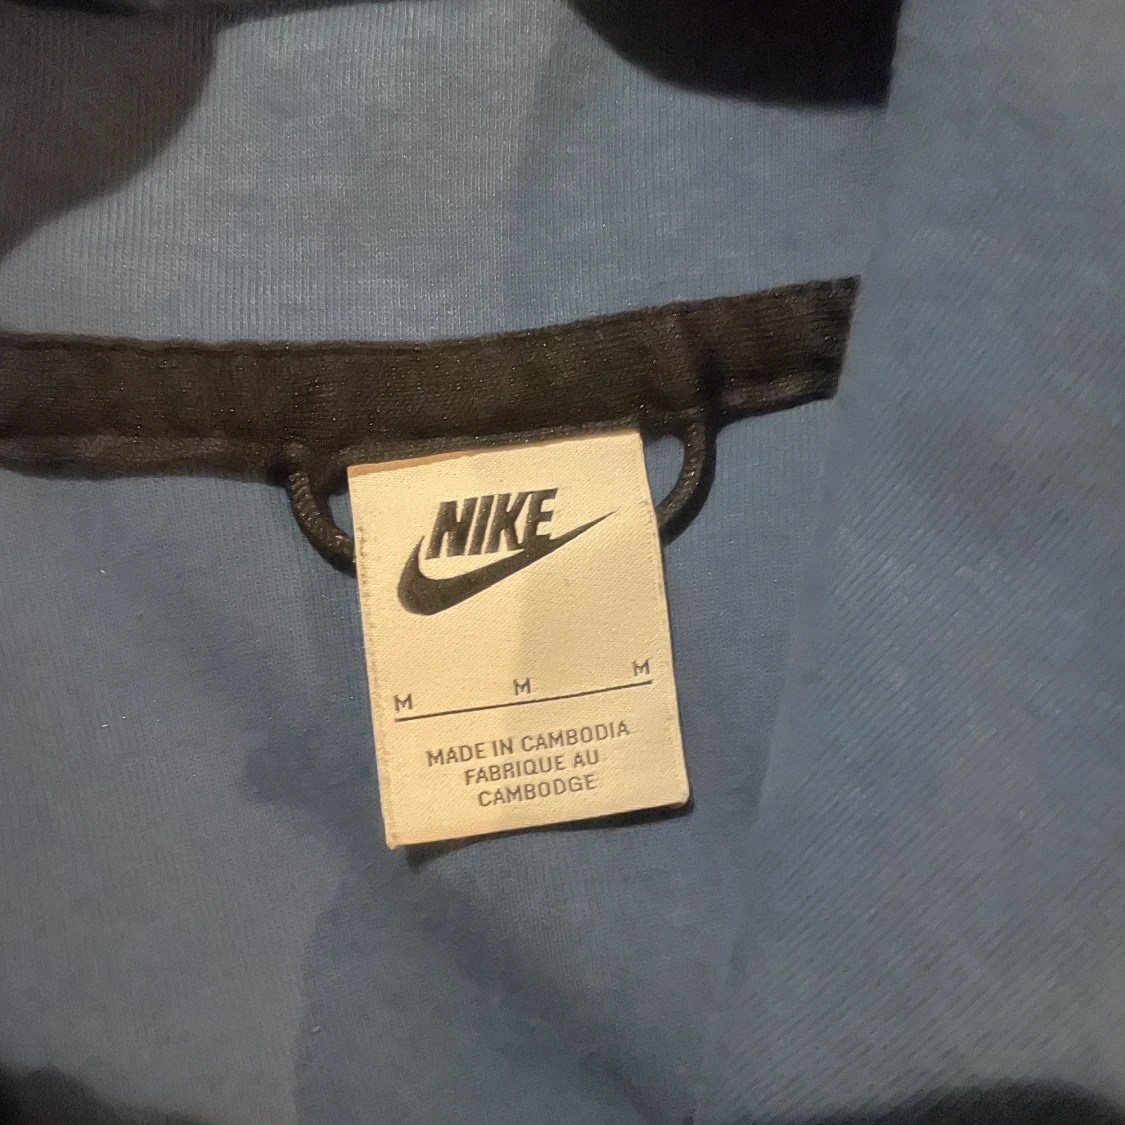 NIKE
M M M
MADE IN CAMBODIA
FABRIQUE AU
CAMBODGE